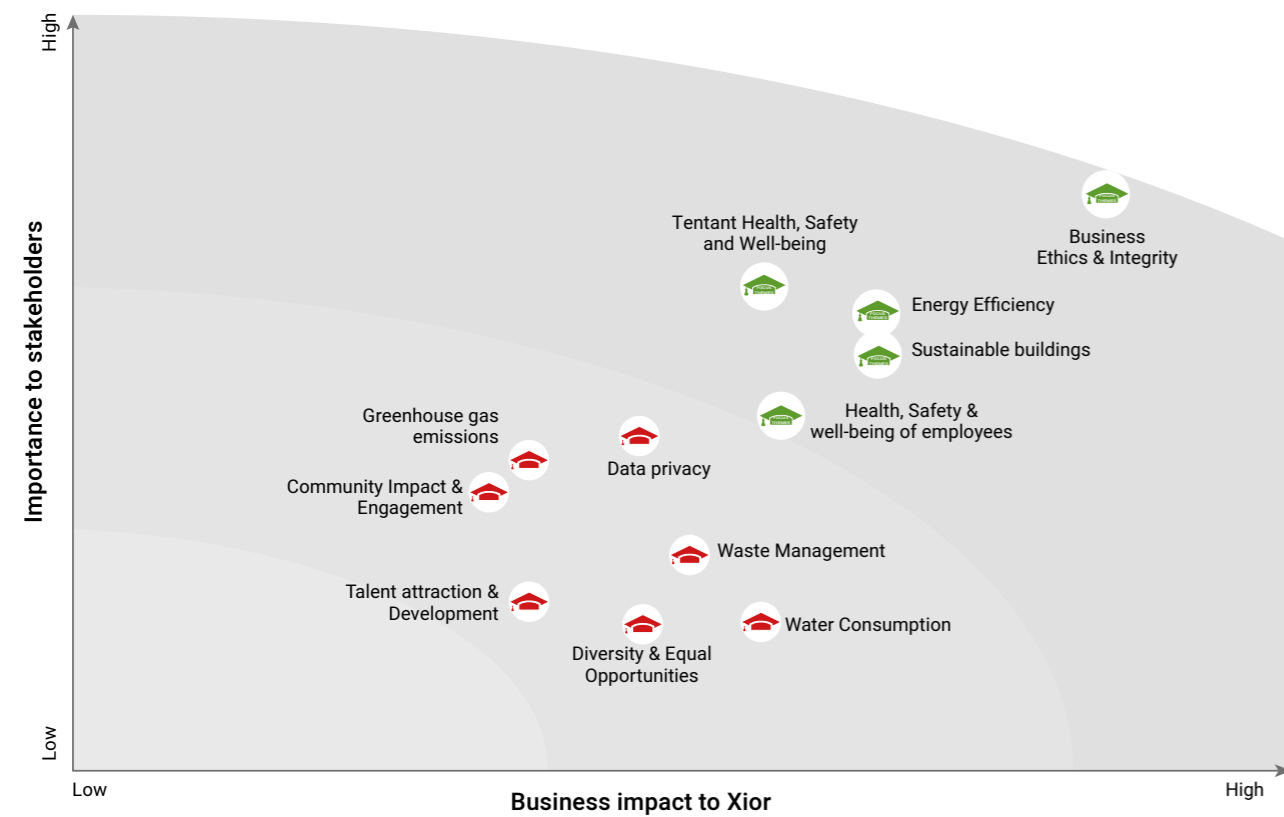 High
Importance to stakeholders
Low
Tentant Health, Safety
and Well-being
Business
Ethics & Integrity
Energy Efficiency
Sustainable buildings
Health, Safety &
well-being of employees
Greenhouse gas
emissions
Data privacy
Community Impact &
Engagement
Waste Management
Talent attraction &
Development
Water Consumption
Diversity & Equal
Opportunities
Low
Business impact to Xior
High